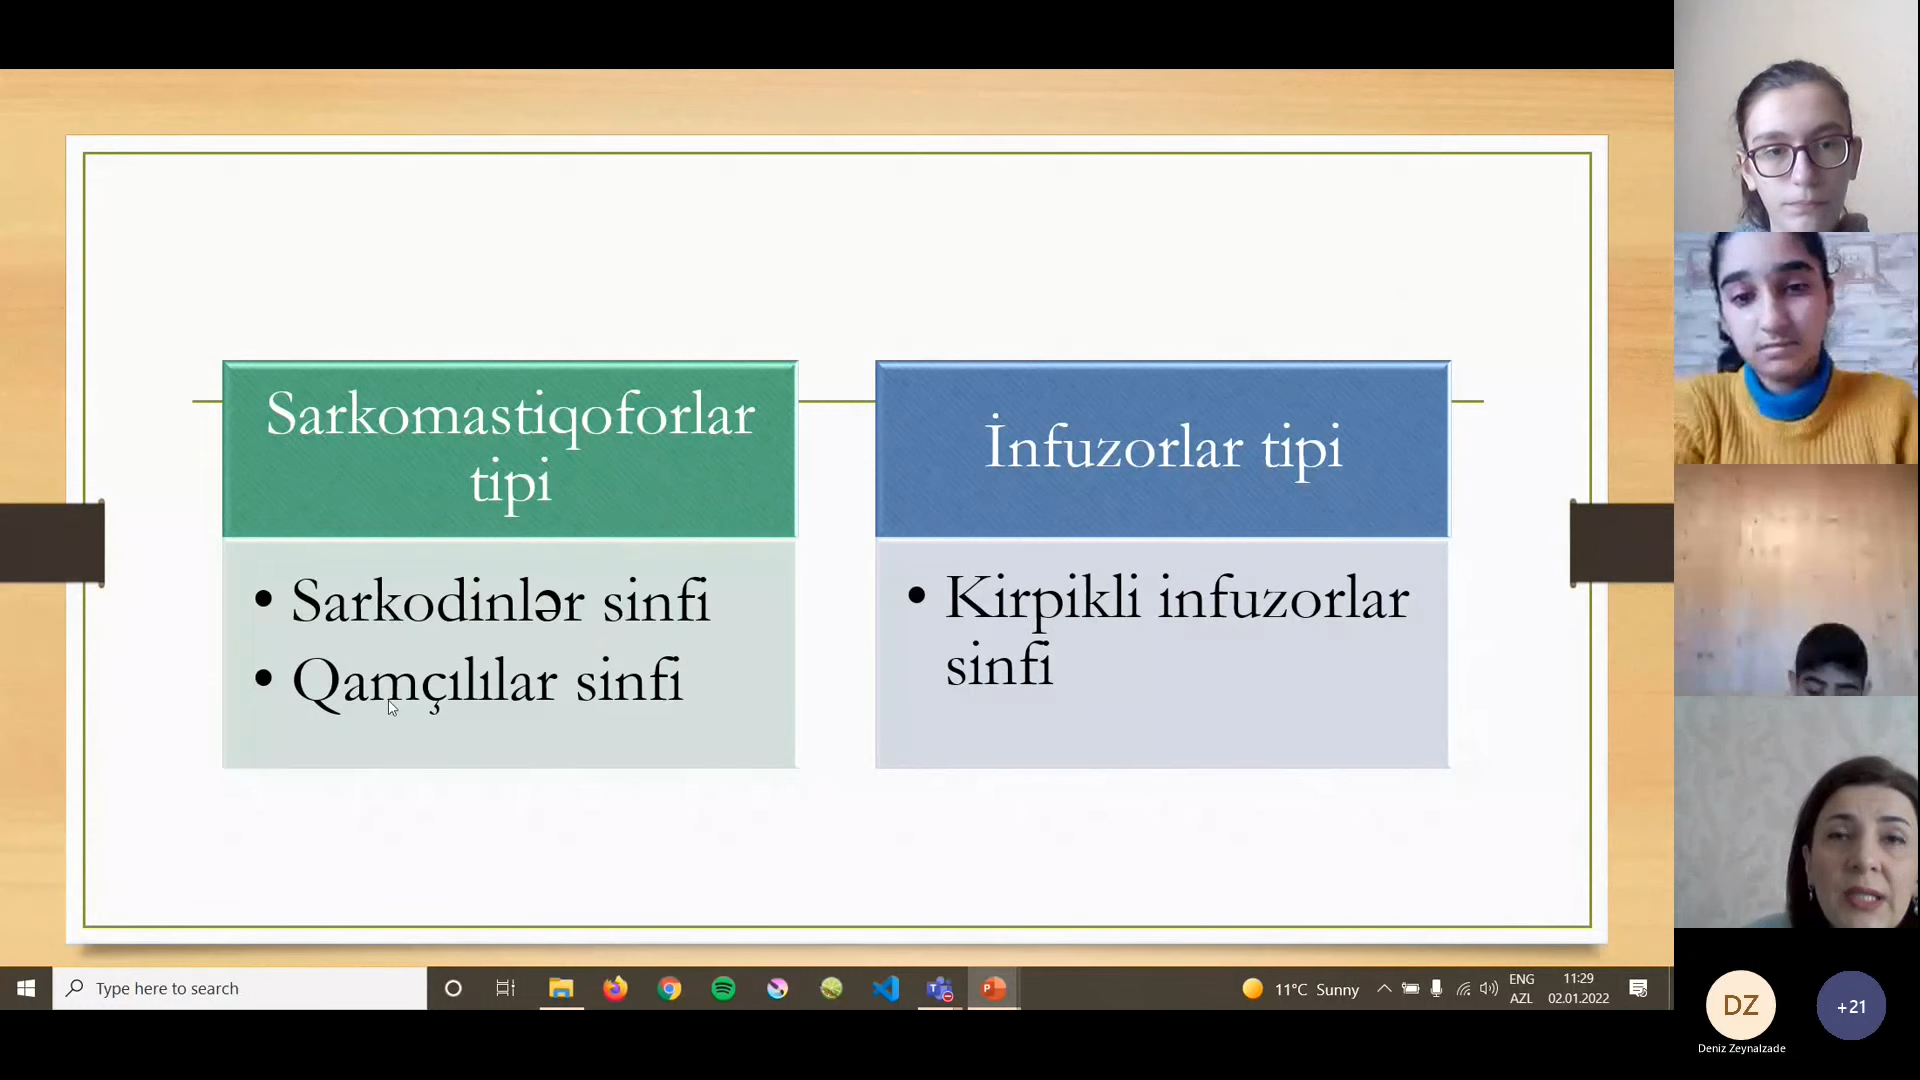 Sarkomastiqoforlar
tipi
• Sarkodinlər sinfi
• Qamçılılar sinfi
İnfuzorlar tipi
• Kirpikli infuzorlar
sinfi
Type here to search
11°C Sunny
ENG
AZL
11:29
02.01.2022
DZ
Deniz Zeynalzade
+21